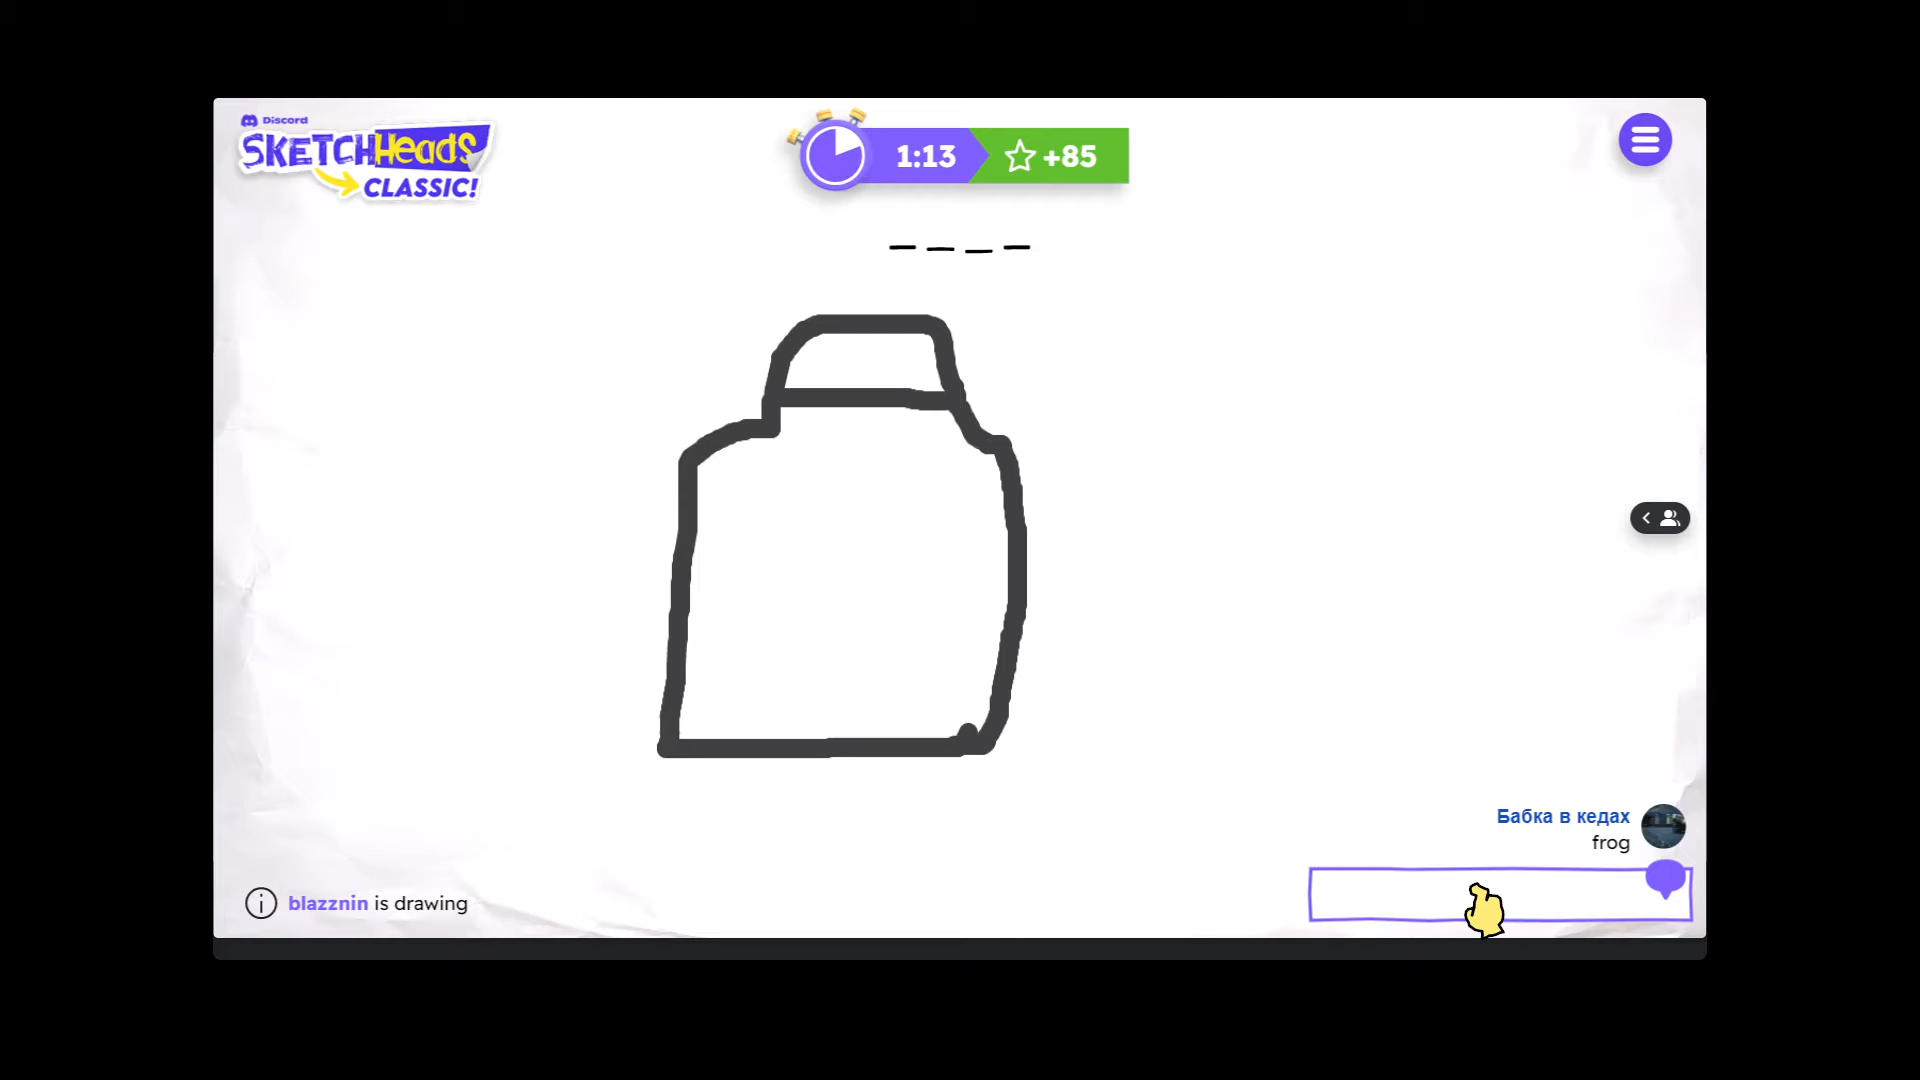 Discord
SKETCHHeads
CLASSIC!
1:13
+85
Бабка в кедах
frog
blazznin is drawing